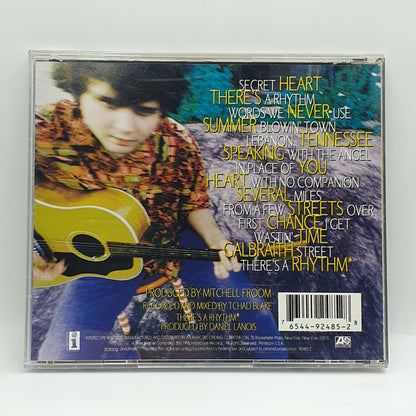 SECRET HEART
THERE'S A RHYTHM
WORDS WE NEVER USE
SUMMER BLOWIN' TOWN
LEBANON, TENNESSEE
SPEAKING WITH THE ANGEL
IN PLACE OF YOU
HEART WITH NO COMPANION
SEVERAL MILES
FROM A FEW STREETS OVER
FIRST CHANCE I GET
WASTIN' TIME
GALBRAITH STREET
THERE'S A RHYTHM*
PRODUCED BY MITCHELL FROOM
RECORDED AND MIXED BY TCHAD BLAKE
THERE'S A RHYTHM*
PRODUCED BY DANIEL LANOIS
7 6544-92485-2 8